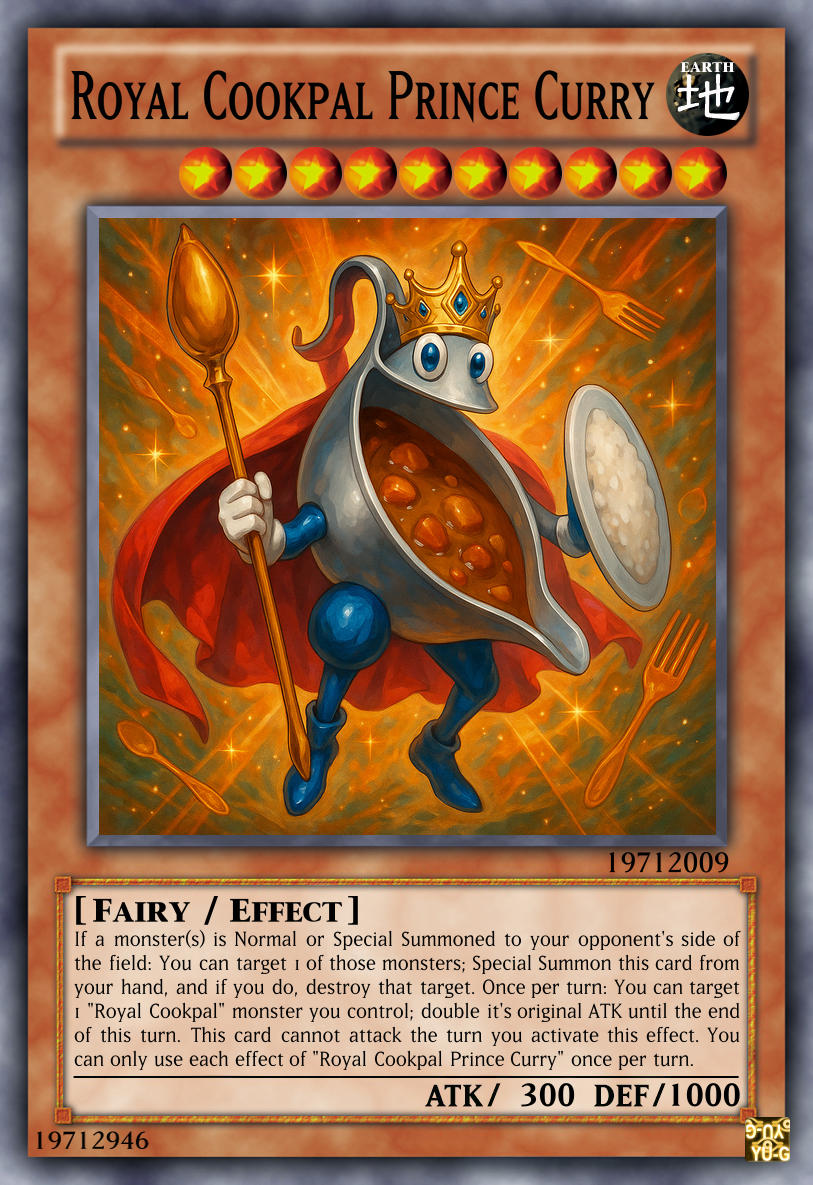 Royal Cookpal Prince Curry
EARTH
地
19712009
[ Fairy / Effect ]
If a monster(s) is Normal or Special Summoned to your opponent's side of
the field: You can target 1 of those monsters; Special Summon this card from
your hand, and if you do, destroy that target. Once per turn: You can target
1 "Royal Cookpal" monster you control; double it's original ATK until the end
of this turn. This card cannot attack the turn you activate this effect. You
can only use each effect of "Royal Cookpal Prince Curry" once per turn.
ATK/ 300 DEF/1000
19712946
YU-G